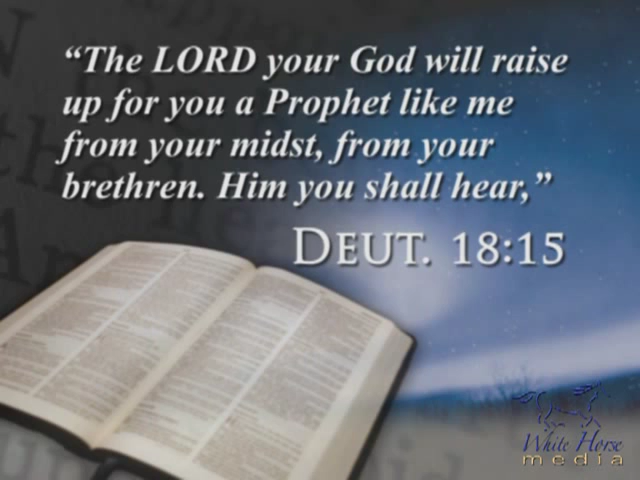 “The LORD your God will raise
up for you a Prophet like me
from your midst, from your
brethren. Him you shall hear,”
DEUT. 18:15
White Horse
media